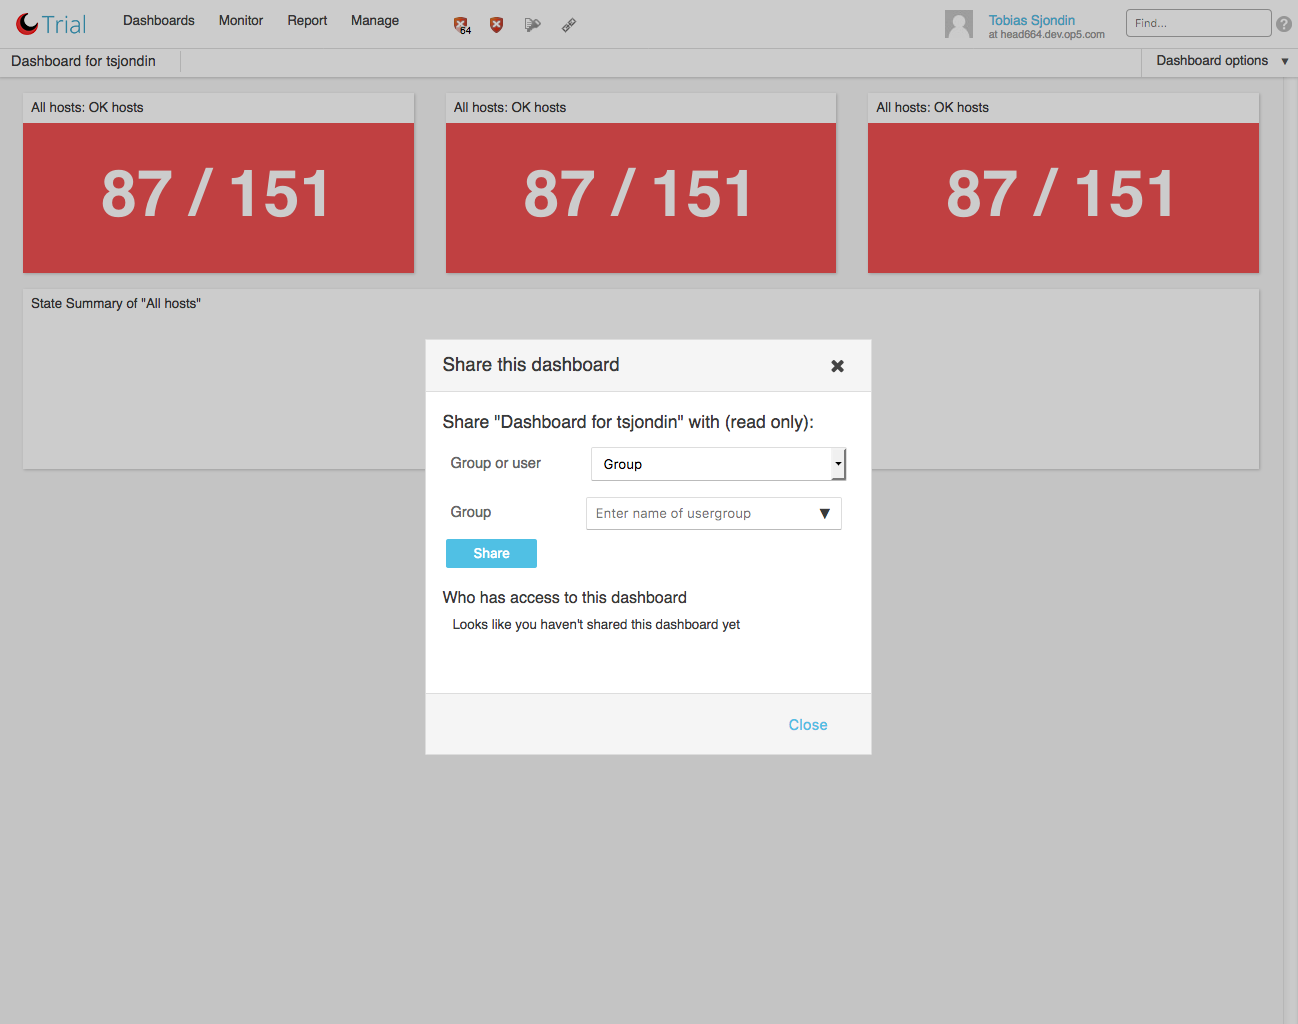 Trial
Dashboards Monitor Report Manage
64
Tobias Sjondin
at head664.dev.op5.com
Find...
?
Dashboard for tsjondin
Dashboard options ▼
All hosts: OK hosts
87 / 151
All hosts: OK hosts
87 / 151
All hosts: OK hosts
87 / 151
State Summary of "All hosts"
Share this dashboard
Share "Dashboard for tsjondin" with (read only):
Group or user
Group
Group
Enter name of usergroup ▼
Share
Who has access to this dashboard
Looks like you haven't shared this dashboard yet
Close